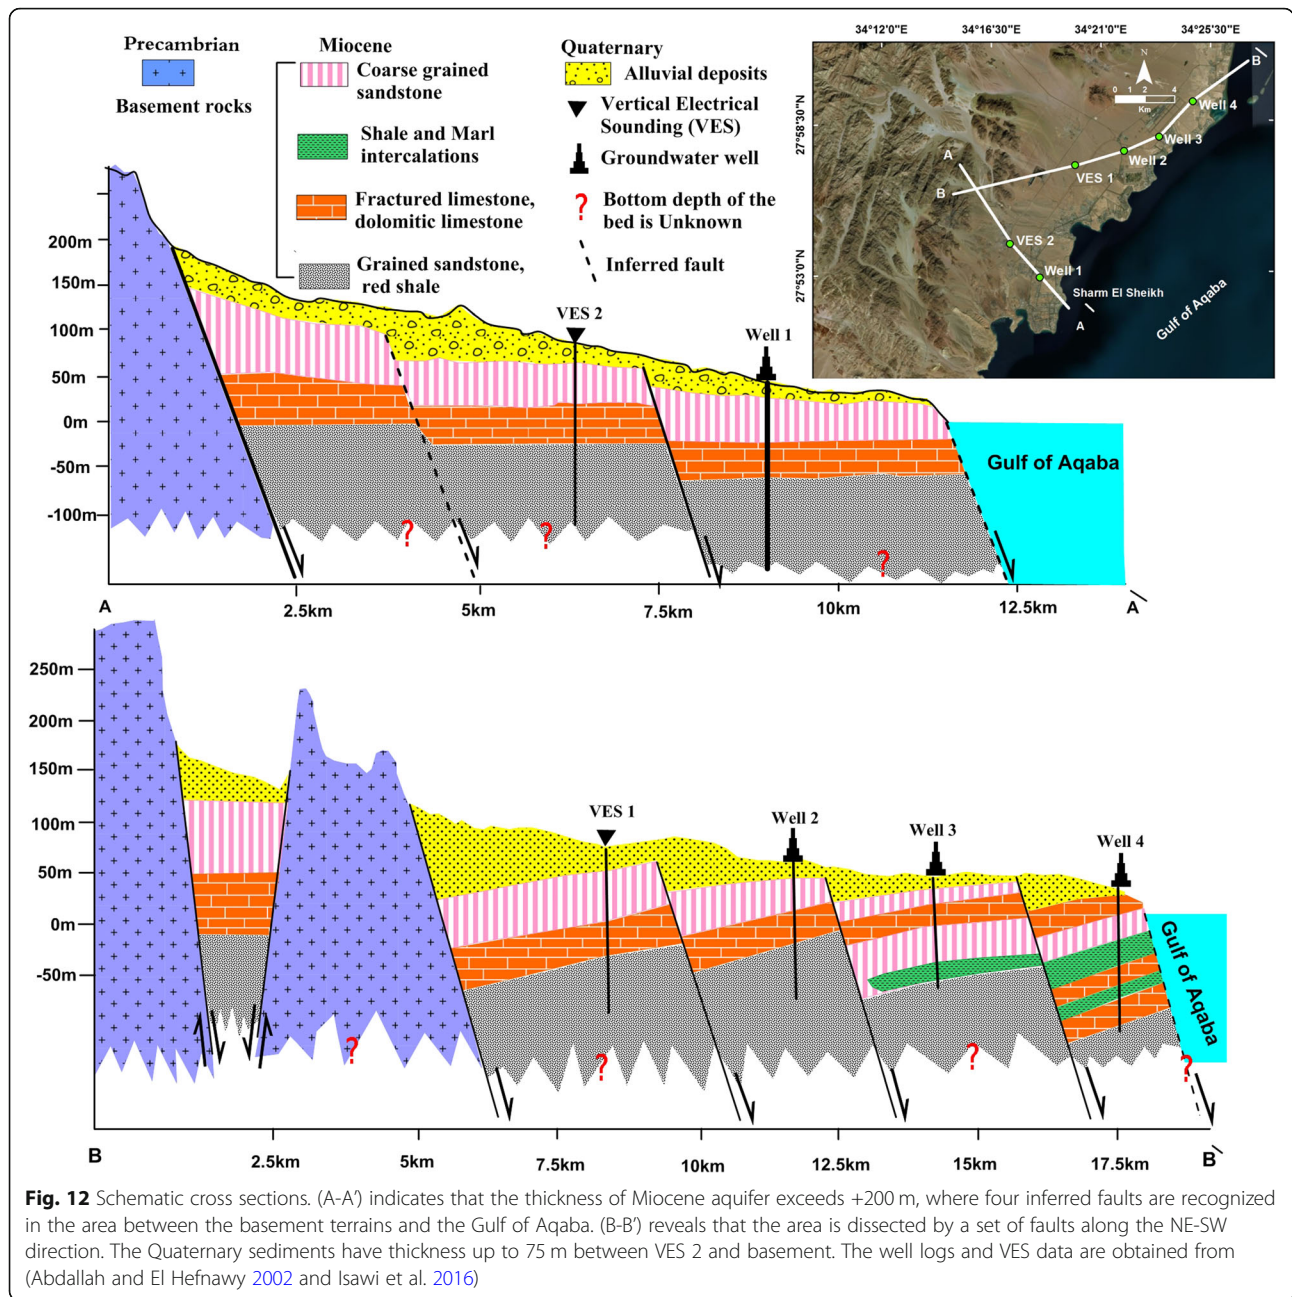 Precambrian
Basement rocks
Miocene
Coarse grained
sandstone
Shale and Marl
intercalations
Fractured limestone,
dolomitic limestone
Grained sandstone,
red shale
Quaternary
Alluvial deposits
Vertical Electrical
Sounding (VES)
Groundwater well
? Bottom depth of the
bed is Unknown
Inferred fault
34°12'0"E 34°16'30"E 34°21'0"E 34°25'30"E
27°58'30"N
27°53'0"N
N
0 1 2 4
Km
B\
Well 4
Well 3
Well 2
VES 1
A
B
VES 2
Well 1
Sharm El Sheikh
A\
Gulf of Aqaba
200m
150m
100m
50m
0m
-50m
-100m
VES 2
Well 1
Gulf of Aqaba
? ? ?
A 2.5km 5km 7.5km 10km 12.5km A\
250m
200m
150m
100m
50m
0m
-50m
VES 1
Well 2
Well 3
Well 4
Gulf of Aqaba
? ? ? ?
B 2.5km 5km 7.5km 10km 12.5km 15km 17.5km B\
Fig. 12 Schematic cross sections. (A-A’) indicates that the thickness of Miocene aquifer exceeds +200 m, where four inferred faults are recognized
in the area between the basement terrains and the Gulf of Aqaba. (B-B’) reveals that the area is dissected by a set of faults along the NE-SW
direction. The Quaternary sediments have thickness up to 75 m between VES 2 and basement. The well logs and VES data are obtained from
(Abdallah and El Hefnawy 2002 and Isawi et al. 2016)